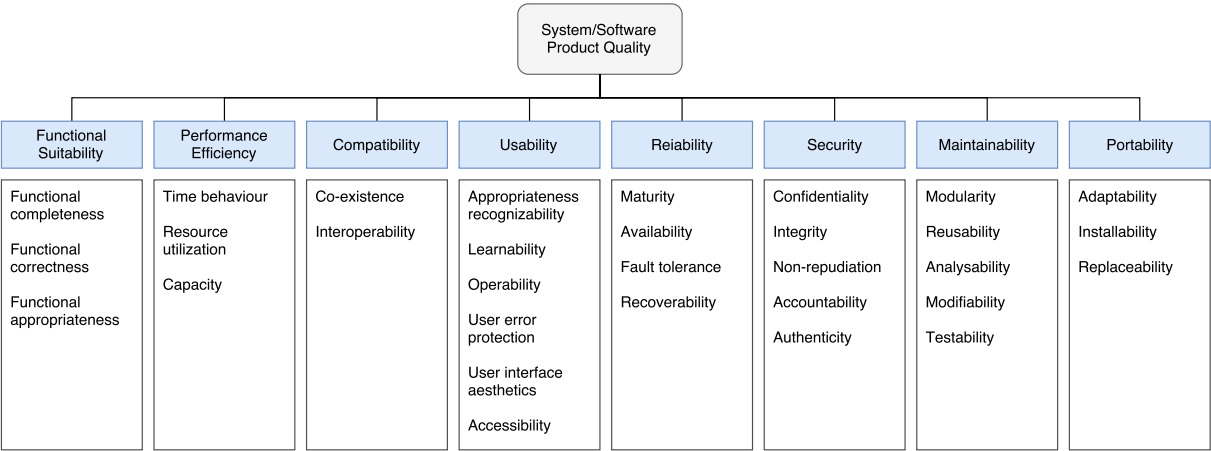 System/Software
Product Quality
Functional
Suitability
Performance
Efficiency
Compatibility
Usability
Reiability
Security
Maintainability
Portability
Functional
completeness
Functional
correctness
Functional
appropriateness
Time behaviour
Resource
utilization
Capacity
Co-existence
Interoperability
Appropriateness
recognizability
Learnability
Operability
User error
protection
User interface
aesthetics
Accessibility
Maturity
Availability
Fault tolerance
Recoverability
Confidentiality
Integrity
Non-repudiation
Accountability
Authenticity
Modularity
Reusability
Analysability
Modifiability
Testability
Adaptability
Installability
Replaceability